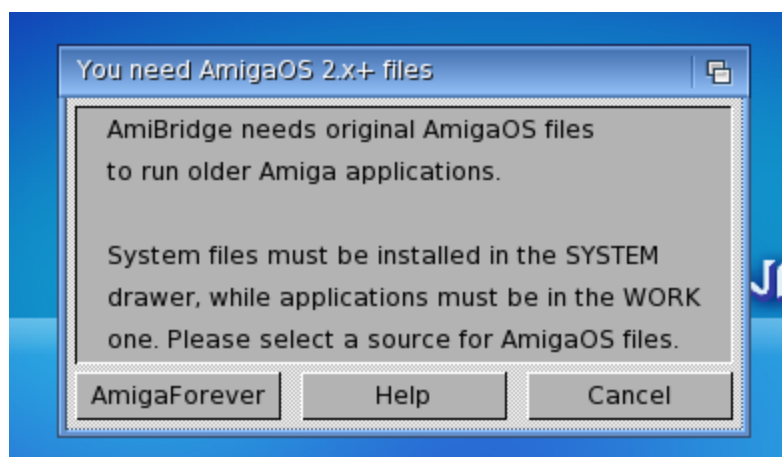 You need AmigaOS 2.x+ files
AmiBridge needs original AmigaOS files
to run older Amiga applications.
System files must be installed in the SYSTEM
drawer, while applications must be in the WORK
one. Please select a source for AmigaOS files.
AmigaForever Help Cancel